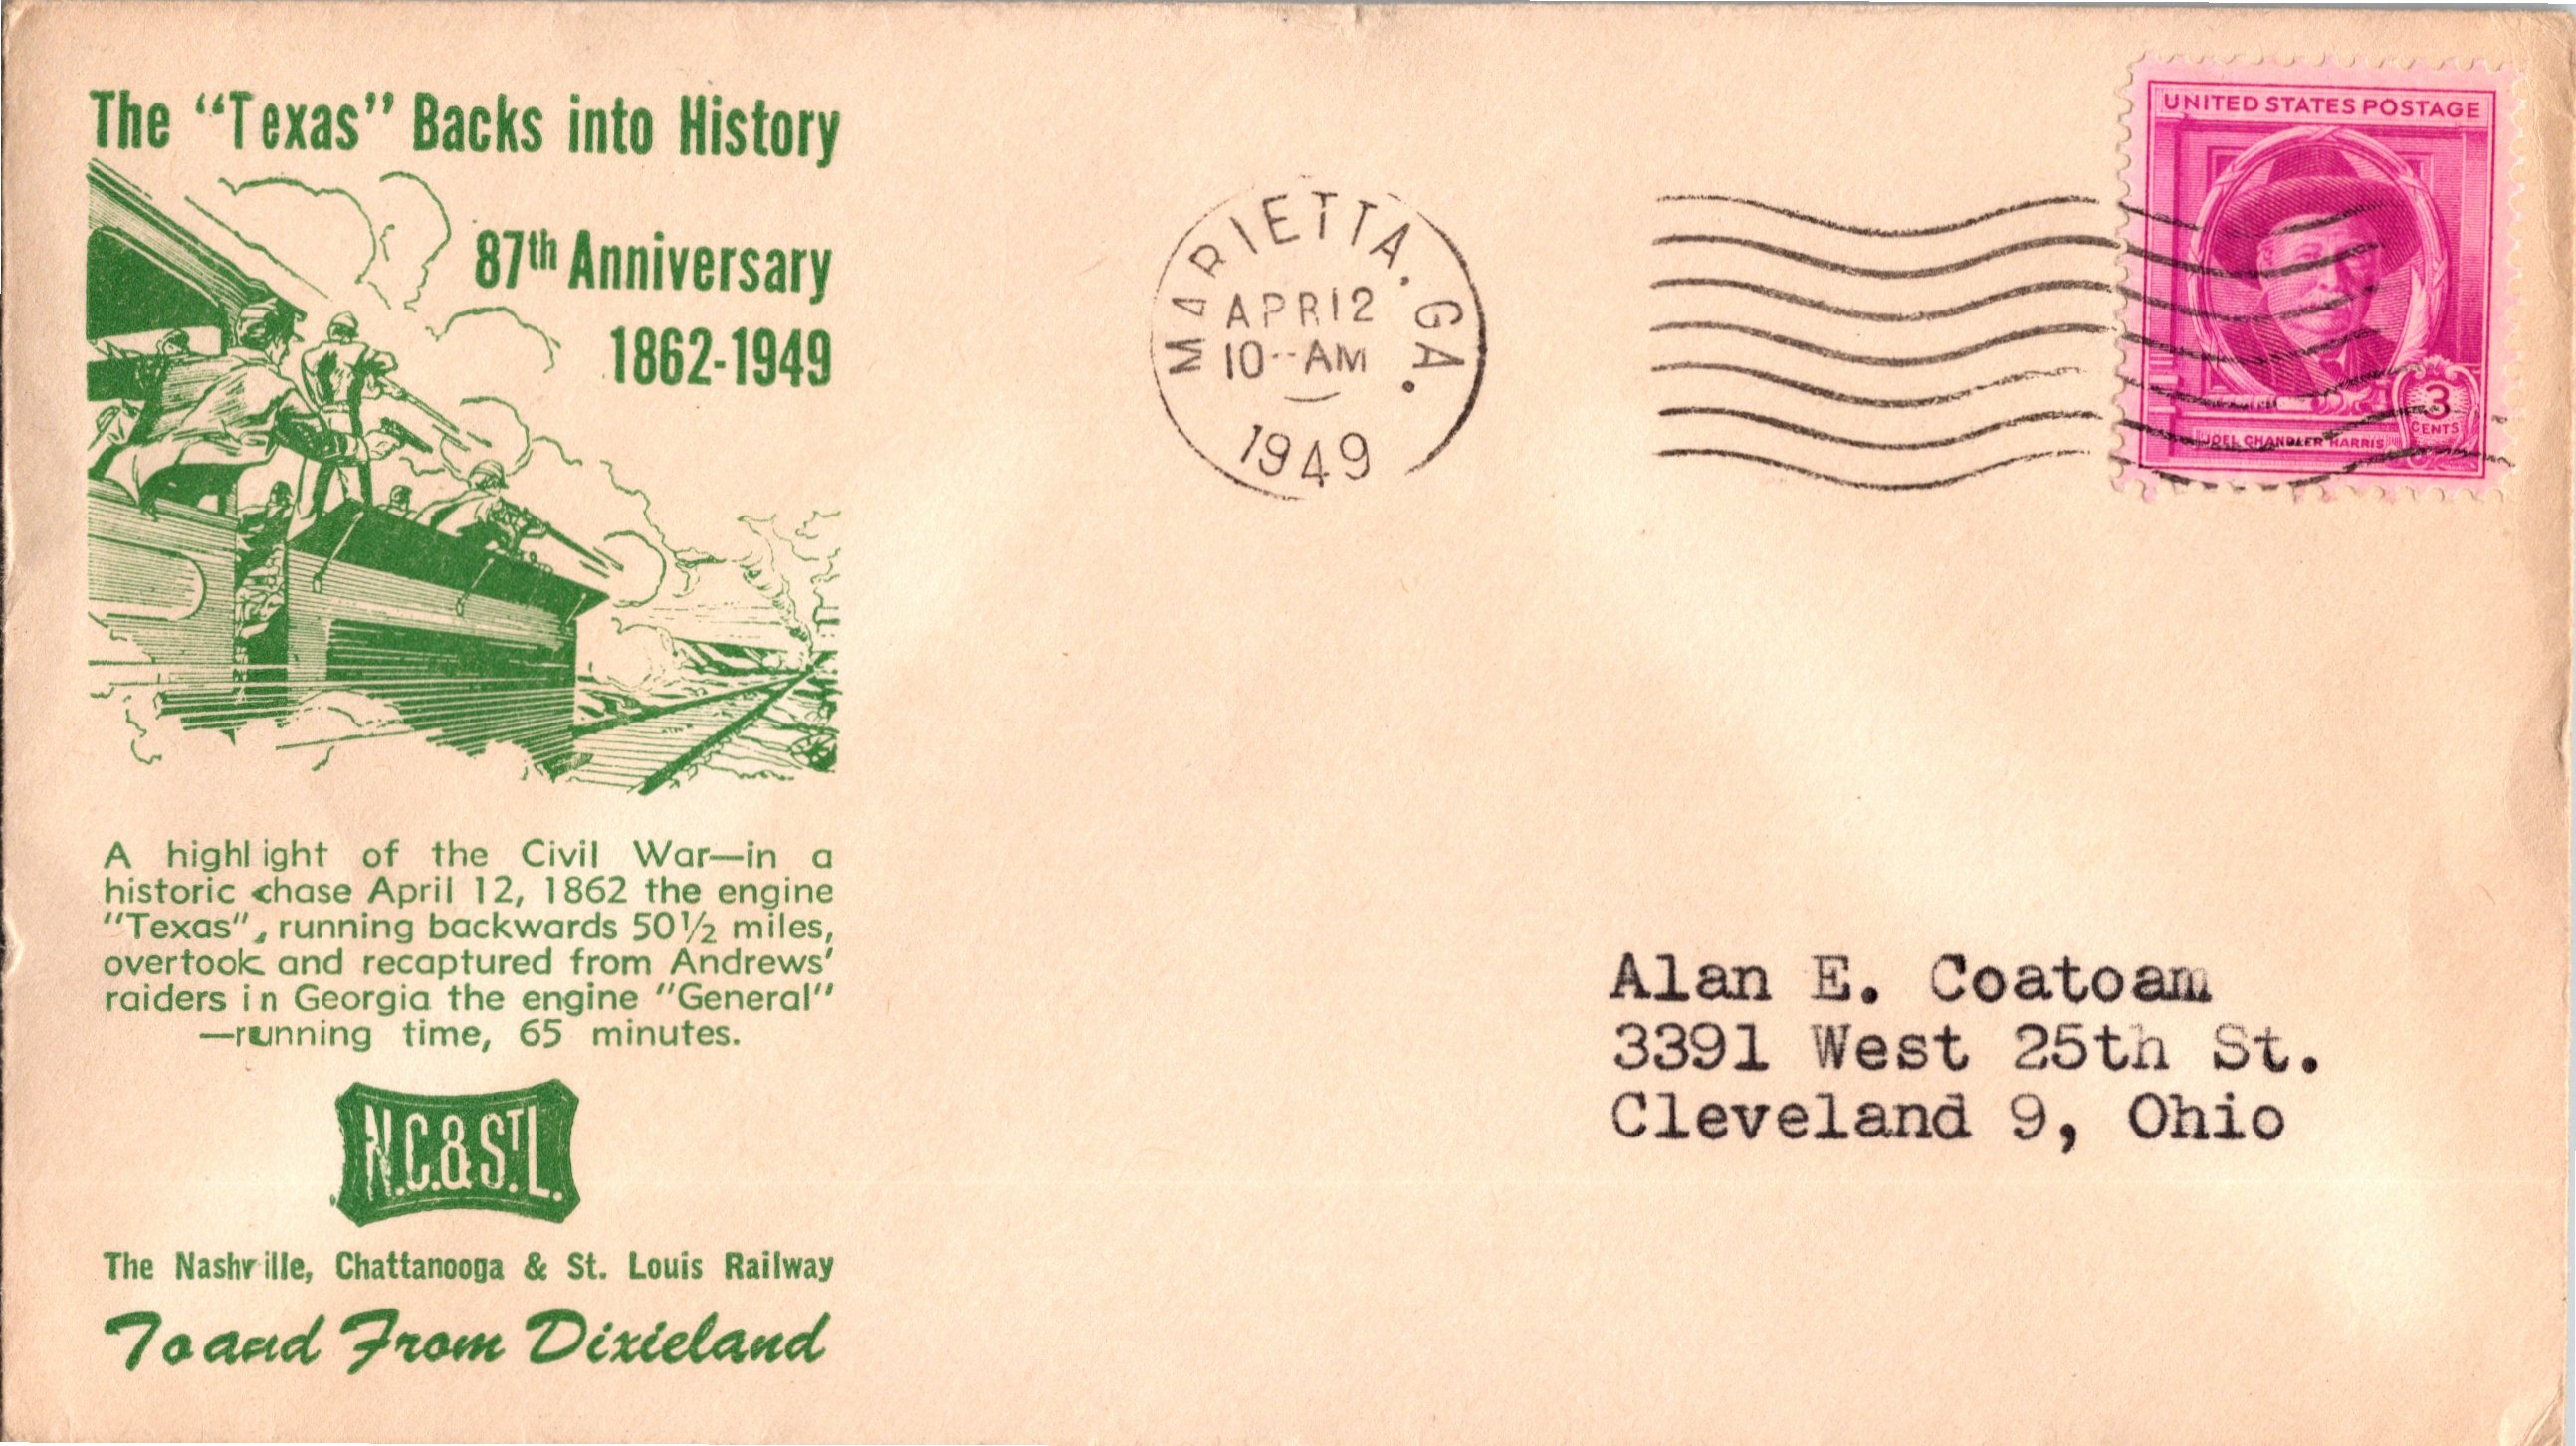 The "Texas" Backs into History
87th Anniversary
1862-1949
A highlight of the Civil War—in a
historic chase April 12, 1862 the engine
"Texas", running backwards 50½ miles,
overtook and recaptured from Andrews'
raiders in Georgia the engine "General"
—running time, 65 minutes.
N.C.&ST.L.
The Nashville, Chattanooga & St. Louis Railway
To and From Dixieland
MARIETTA, GA.
APR 12
10--AM
1949
UNITED STATES POSTAGE
3
CENTS
JOEL CHANDLER HARRIS
Alan E. Coatoam
3391 West 25th St.
Cleveland 9, Ohio